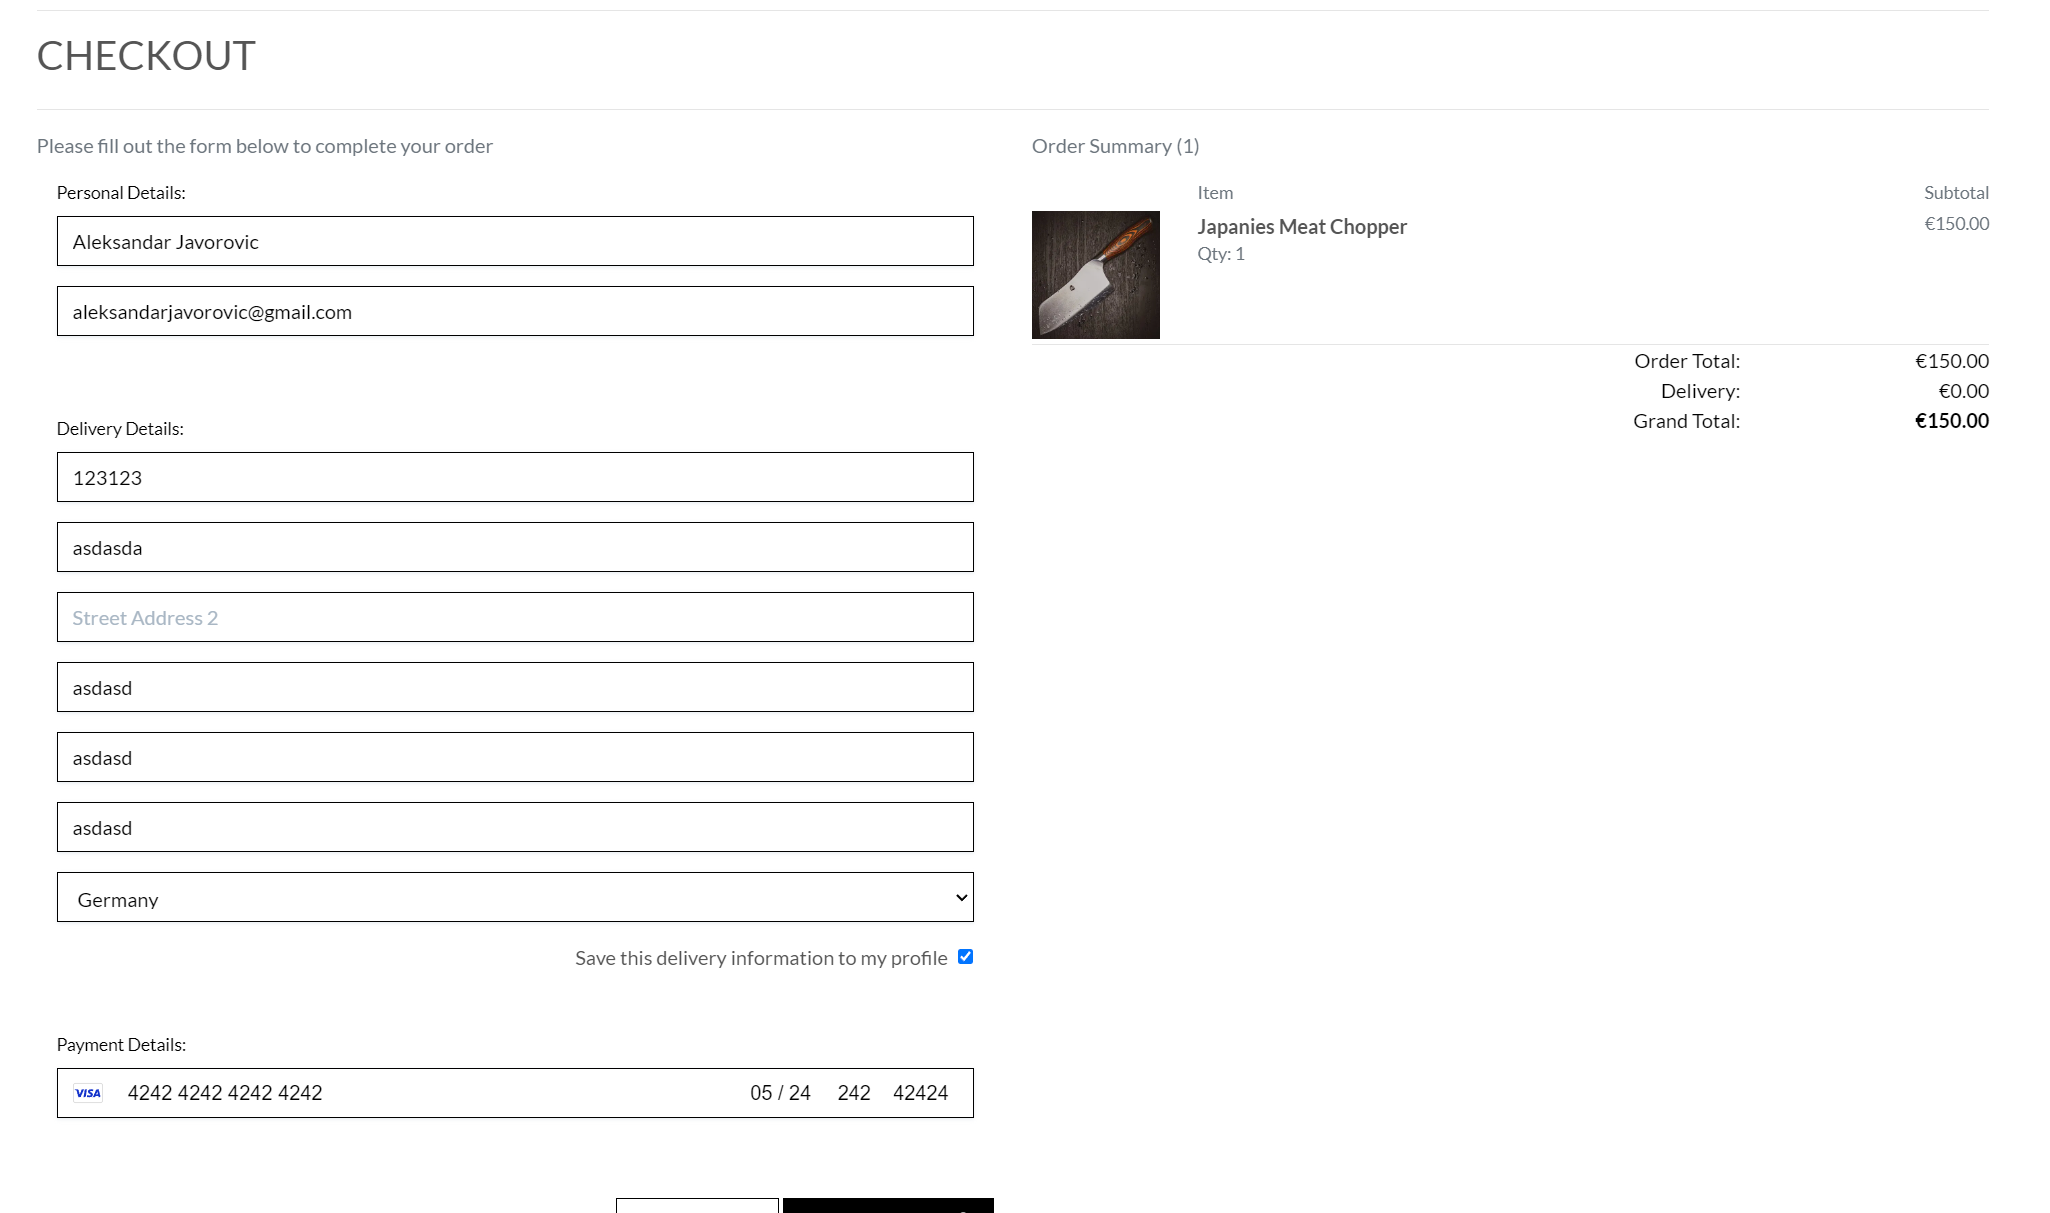 CHECKOUT
Please fill out the form below to complete your order
Personal Details:
Aleksandar Javorovic
aleksandarjavorovic@gmail.com
Delivery Details:
123123
asdasda
Street Address 2
asdasd
asdasd
asdasd
Germany
Save this delivery information to my profile
Payment Details:
VISA 4242 4242 4242 4242 05 / 24 242 42424
Order Summary (1)
Item Subtotal
Japanies Meat Chopper €150.00
Qty: 1
Order Total: €150.00
Delivery: €0.00
Grand Total: €150.00